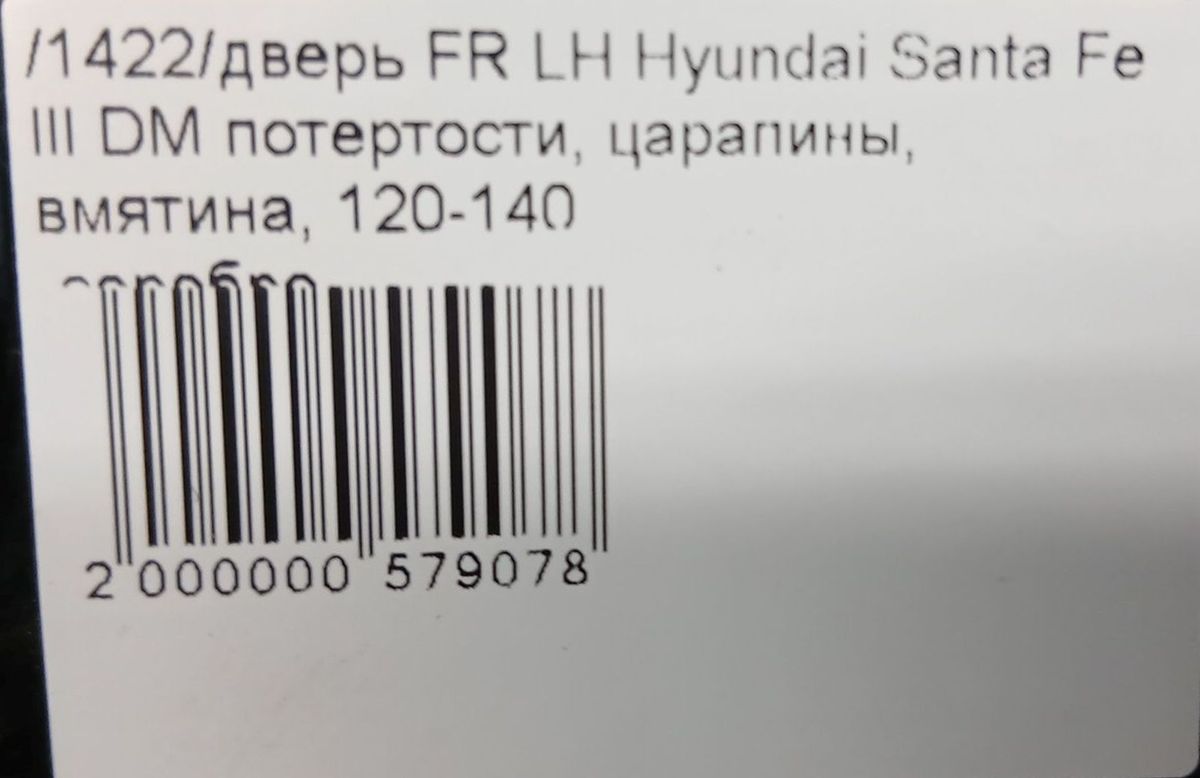 /1422/дверь FR LH Hyundai Santa Fe
III DM потертости, царапины,
вмятина, 120-140
2 000000 579078